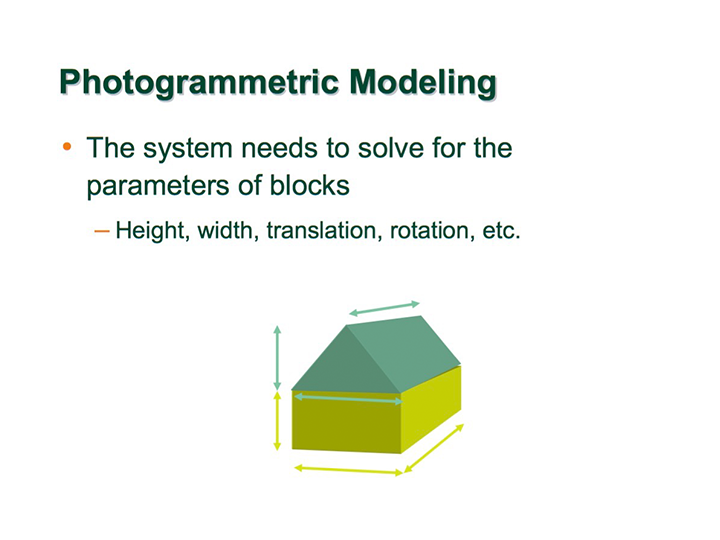 Photogrammetric Modeling
• The system needs to solve for the
parameters of blocks
– Height, width, translation, rotation, etc.